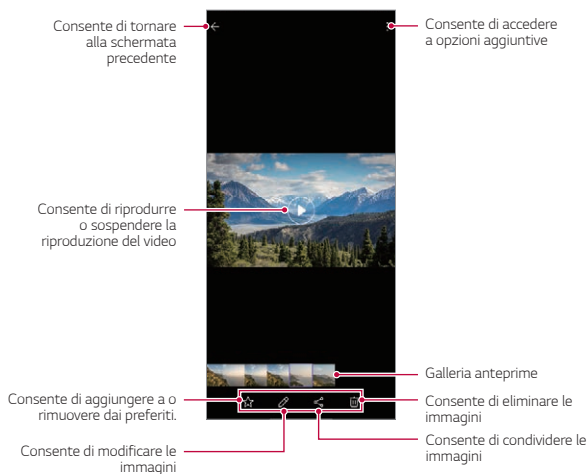 Consente di tornare
alla schermata
precedente
Consente di accedere
a opzioni aggiuntive
Consente di riprodurre
o sospendere la
riproduzione del video
Galleria anteprime
Consente di aggiungere a o
rimuovere dai preferiti.
Consente di eliminare le
immagini
Consente di modificare le
immagini
Consente di condividere le
immagini